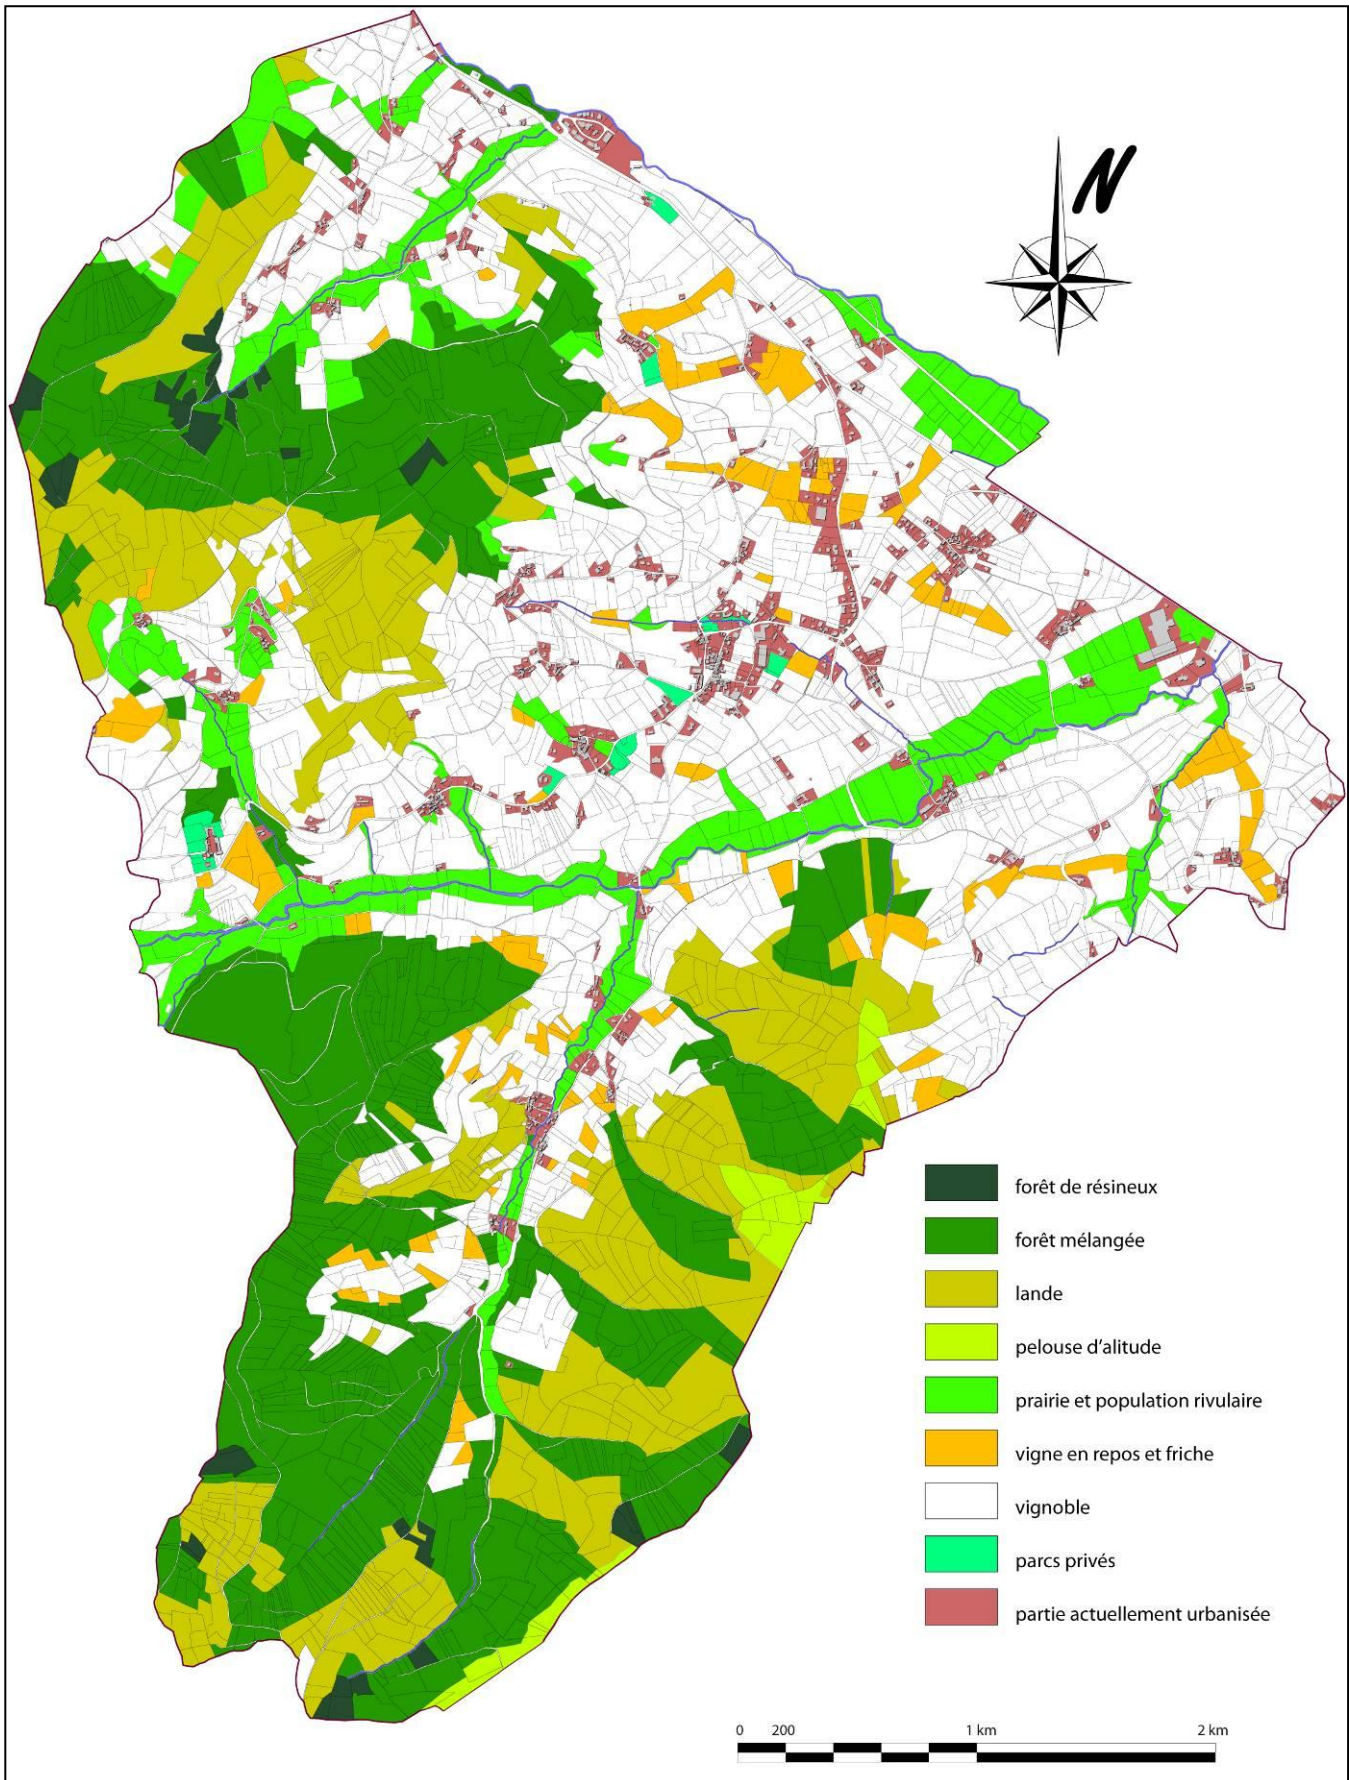 N
forêt de résineux
forêt mélangée
lande
pelouse d'alitude
prairie et population rivulaire
vigne en repos et friche
vignoble
parcs privés
partie actuellement urbanisée
0 200 1 km 2 km